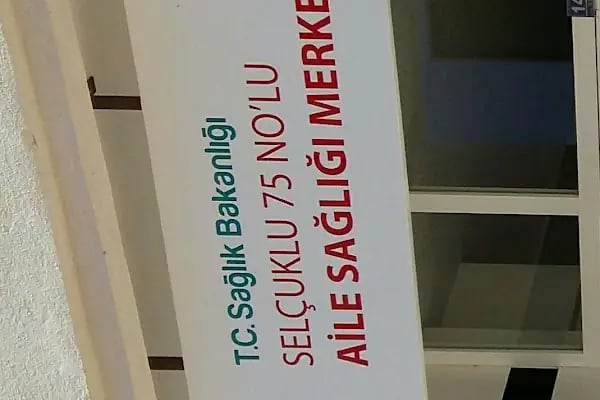 T.C. Sağlık Bakanlığı
SELÇUKLU 75 NO'LU
AİLE SAĞLIĞI MERKE